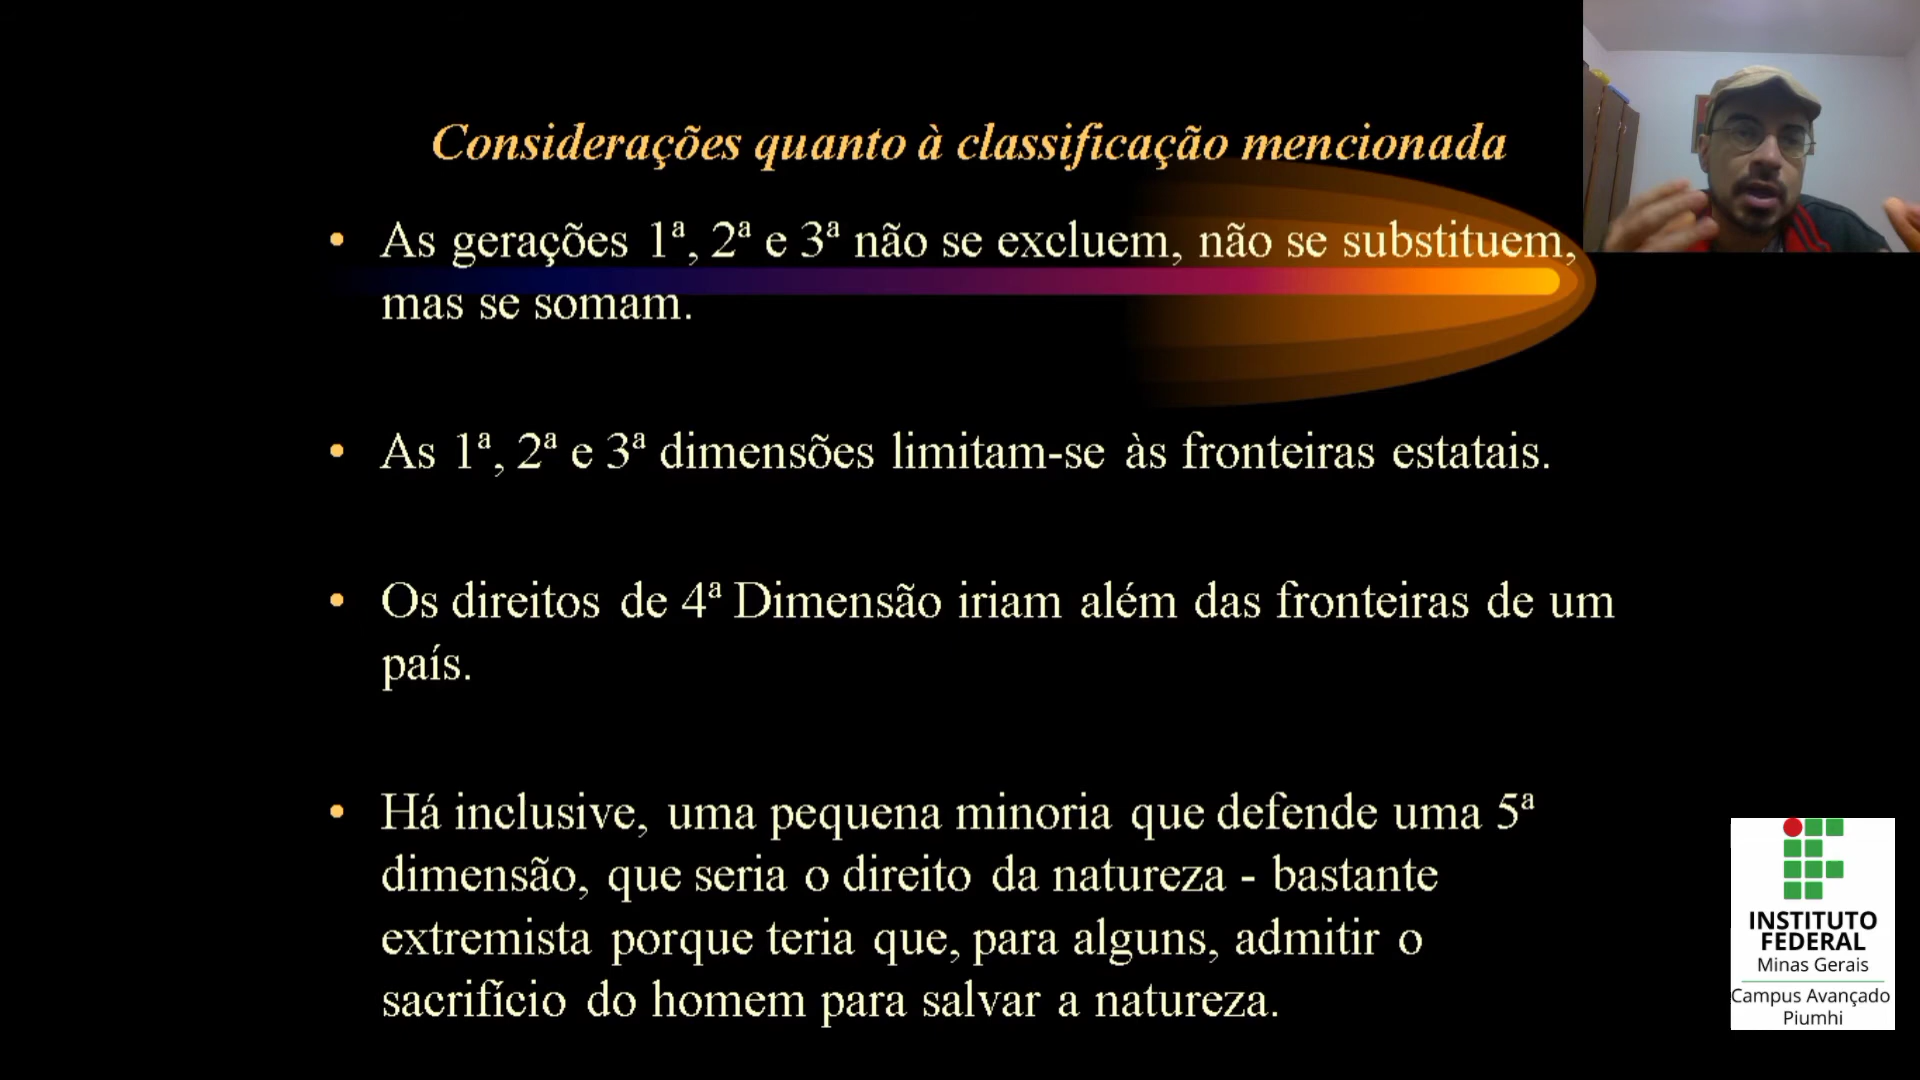 Considerações quanto à classificação mencionada
• As gerações 1ª, 2ª e 3ª não se excluem, não se substituem,
mas se somam.
• As 1ª, 2ª e 3ª dimensões limitam-se às fronteiras estatais.
• Os direitos de 4ª Dimensão iriam além das fronteiras de um
país.
• Há inclusive, uma pequena minoria que defende uma 5ª
dimensão, que seria o direito da natureza - bastante
extremista porque teria que, para alguns, admitir o
sacrifício do homem para salvar a natureza.
INSTITUTO
FEDERAL
Minas Gerais
Campus Avançado
Piumhi